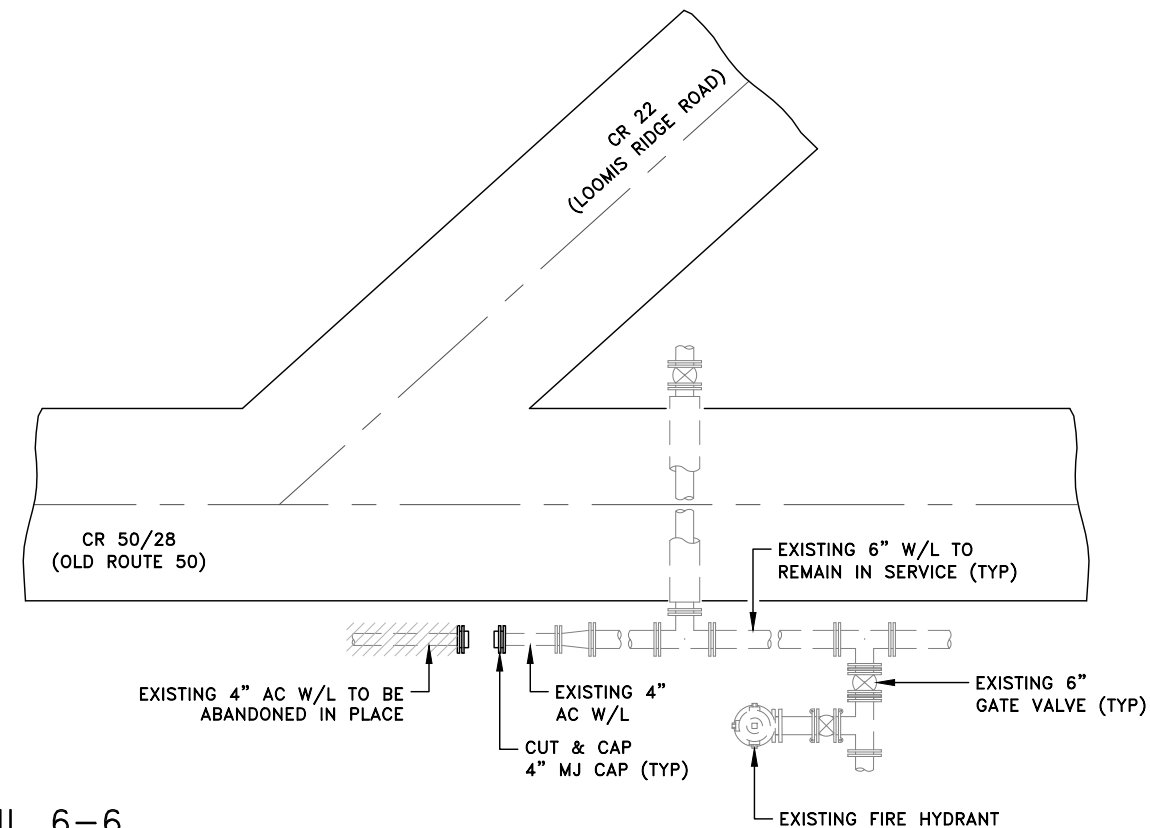 CR 22
(LOOMIS RIDGE ROAD)
CR 50/28
(OLD ROUTE 50)
EXISTING 6" W/L TO
REMAIN IN SERVICE (TYP)
EXISTING 4" AC W/L TO BE
ABANDONED IN PLACE
EXISTING 4"
AC W/L
EXISTING 6"
GATE VALVE (TYP)
CUT & CAP
4" MJ CAP (TYP)
EXISTING FIRE HYDRANT
6-6